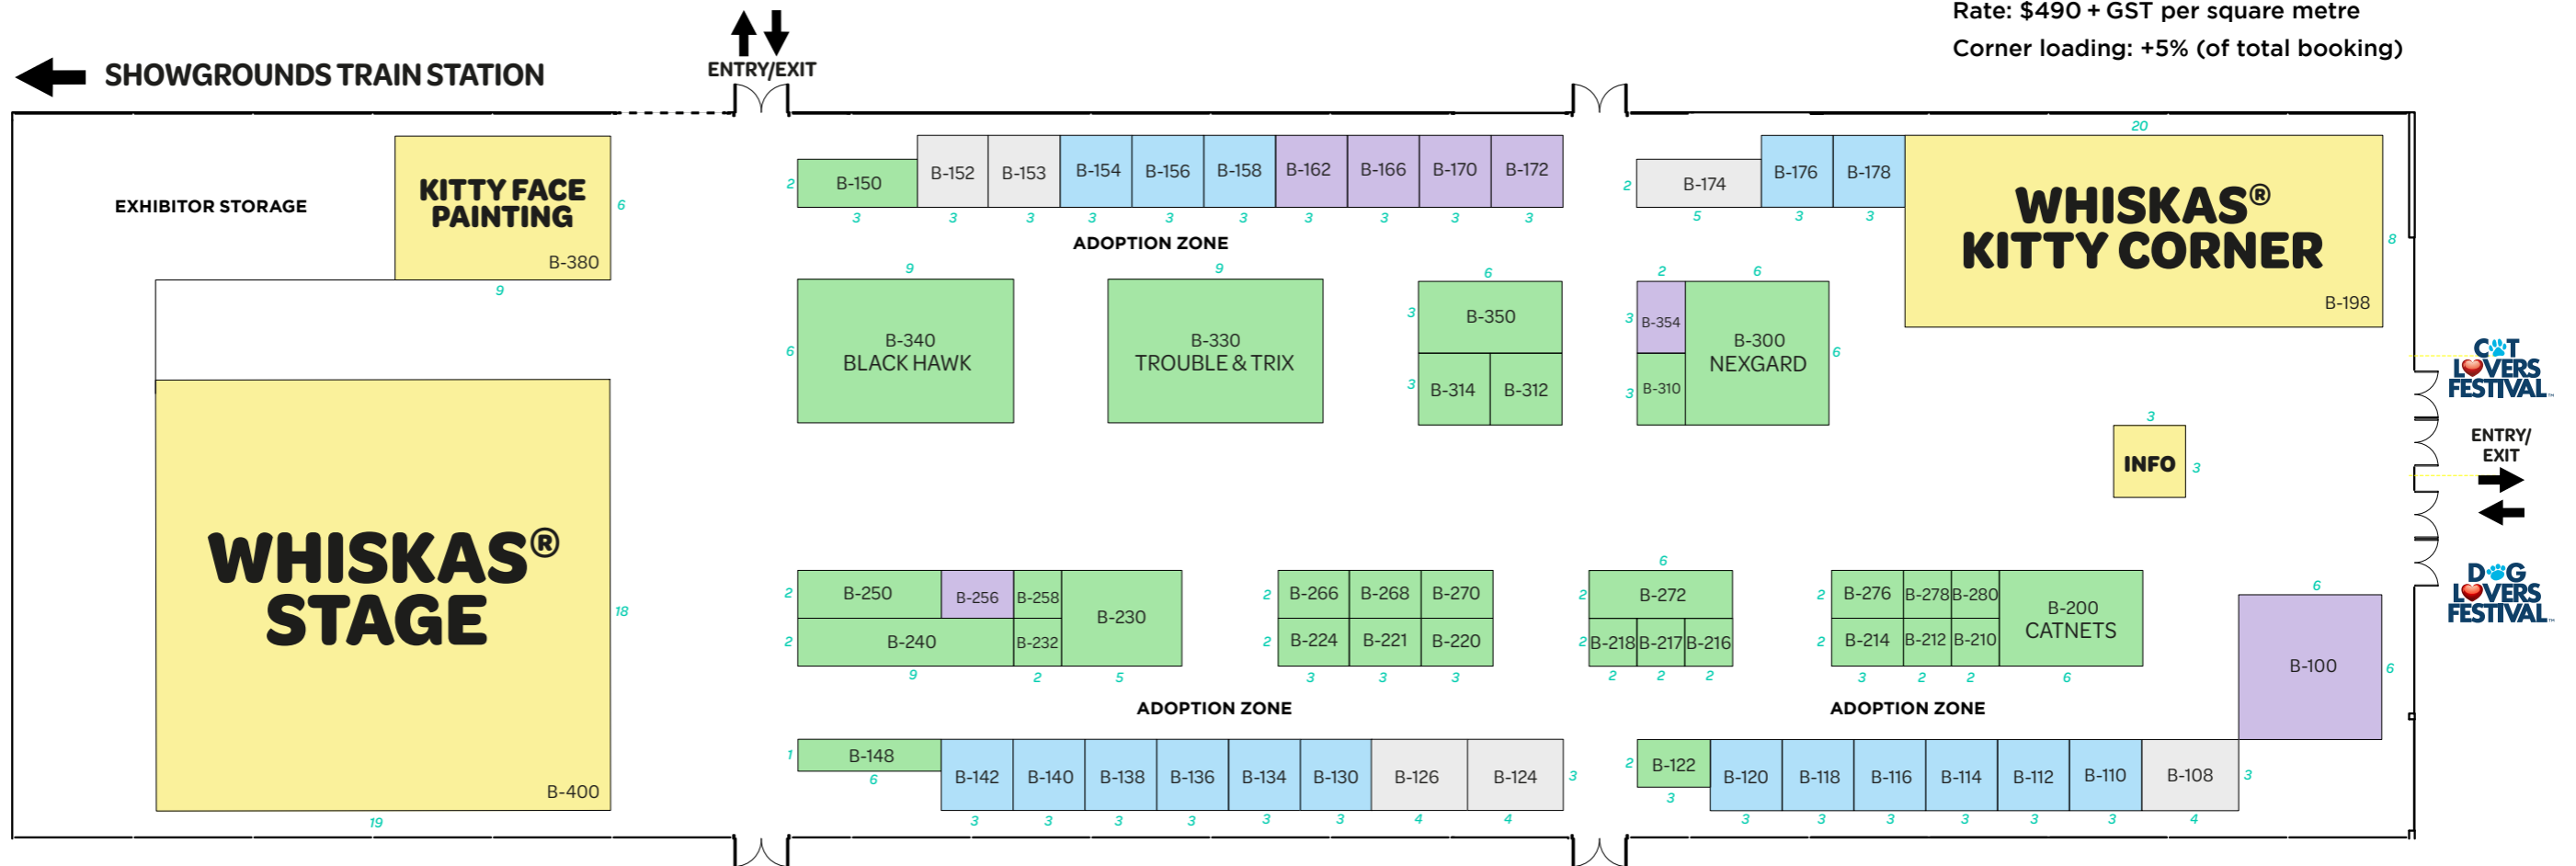 Rate: $490 + GST per square metre
Corner loading: +5% (of total booking)
SHOWGROUNDS TRAIN STATION
ENTRY/EXIT
20
EXHIBITOR STORAGE
KITTY FACE
PAINTING
B-380
6
9
2
B-150
B-152
B-153
B-154
B-156
B-158
B-162
B-166
B-170
B-172
3
3
3
3
3
3
3
3
3
3
2
B-174
B-176
B-178
5
3
3
WHISKAS®
KITTY CORNER
B-198
8
ADOPTION ZONE
9
6
B-340
BLACK HAWK
9
B-330
TROUBLE & TRIX
6
3
B-350
3
B-314
B-312
2
6
3
B-354
3
B-310
B-300
NEXGARD
6
CAT
LOVERS
FESTIVAL™
3
INFO
3
ENTRY/
EXIT
DOG
LOVERS
FESTIVAL™
WHISKAS®
STAGE
B-400
18
19
2
B-250
B-256
B-258
B-230
2
B-240
B-232
9
2
5
2
B-266
B-268
B-270
2
B-224
B-221
B-220
3
3
3
6
2
B-272
2
B-218
B-217
B-216
2
2
2
2
B-276
B-278
B-280
B-200
CATNETS
2
B-214
B-212
B-210
3
2
2
6
6
B-100
6
ADOPTION ZONE
ADOPTION ZONE
1
B-148
6
B-142
B-140
B-138
B-136
B-134
B-130
B-126
B-124
3
3
3
3
3
3
3
4
4
2
B-122
3
B-120
B-118
B-116
B-114
B-112
B-110
B-108
3
3
3
3
3
3
3
4